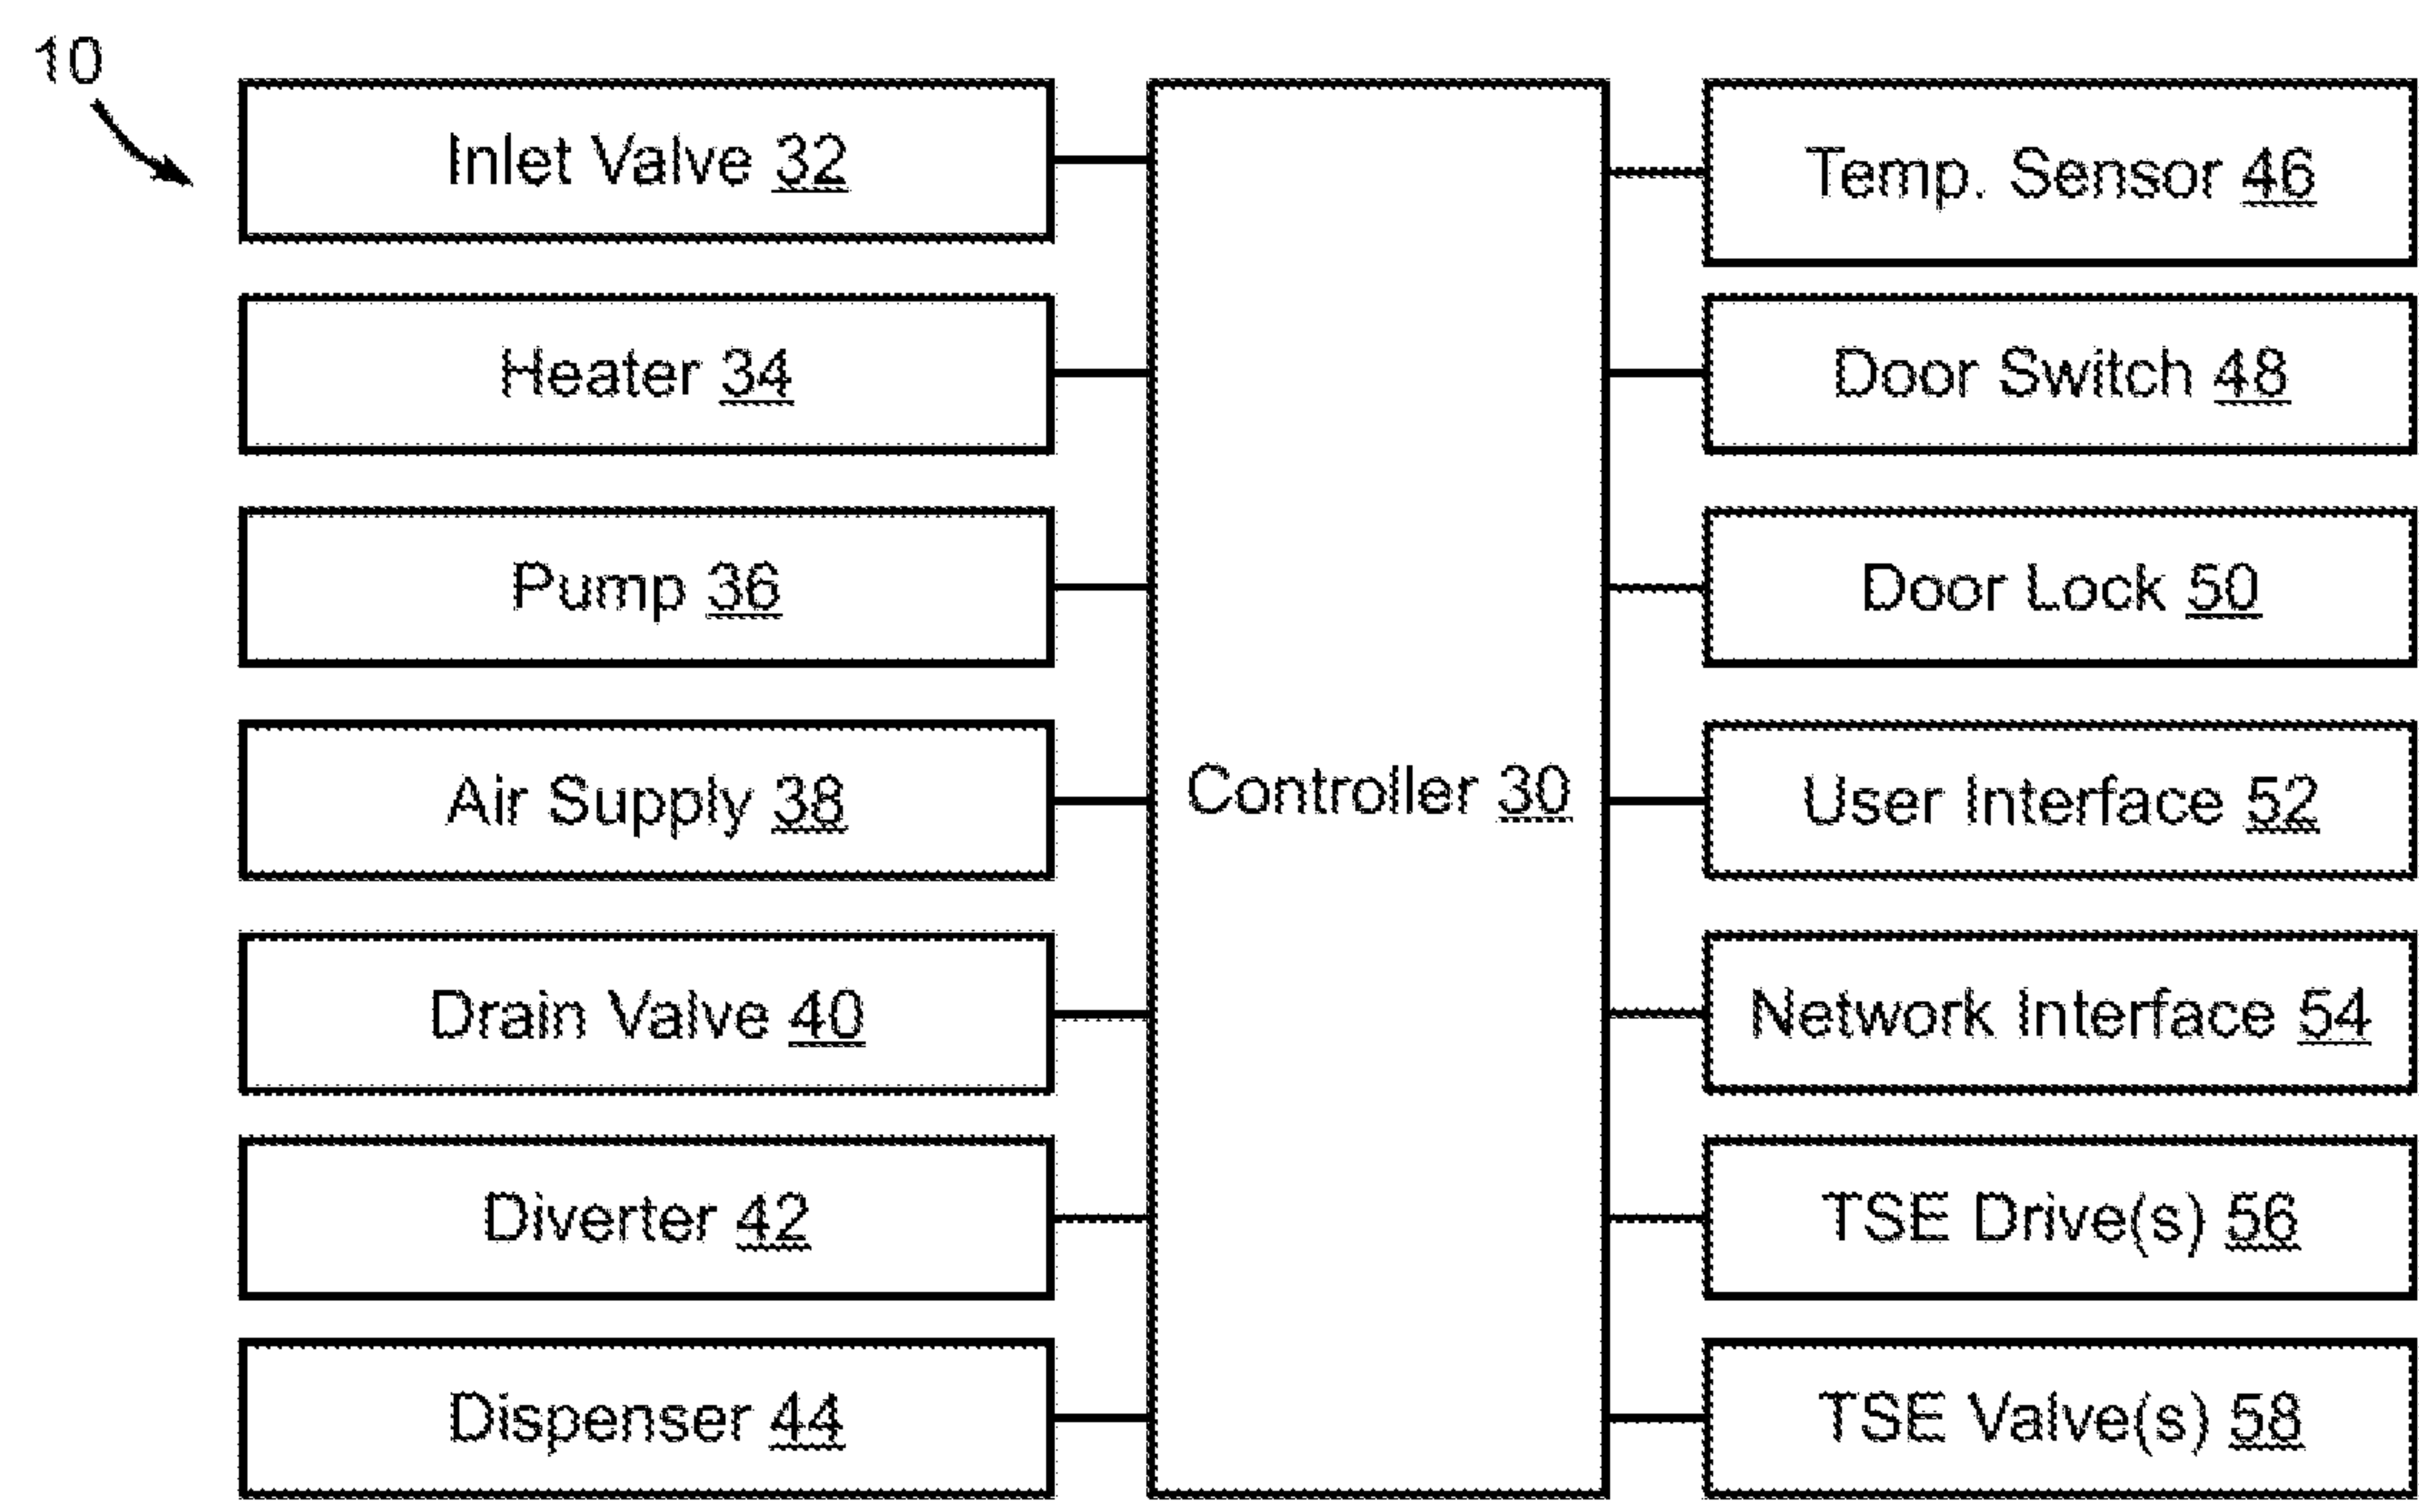 10
Inlet Valve 32
Heater 34
Pump 36
Air Supply 38
Drain Valve 40
Diverter 42
Dispenser 44
Controller 30
Temp. Sensor 46
Door Switch 48
Door Lock 50
User Interface 52
Network Interface 54
TSE Drive(s) 56
TSE Valve(s) 58